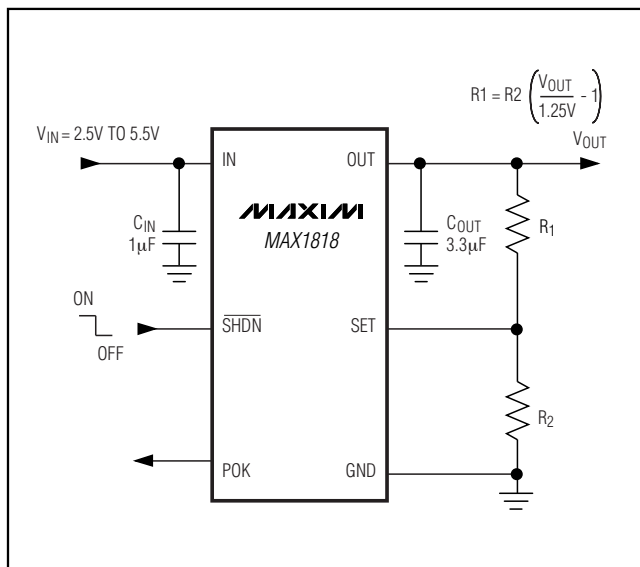 R1 = R2 ( VOUT / 1.25V - 1 )
VIN = 2.5V TO 5.5V
VOUT
IN
OUT
MAXIM
MAX1818
CIN
1µF
COUT
3.3µF
R1
ON
OFF
SHDN
SET
R2
POK
GND